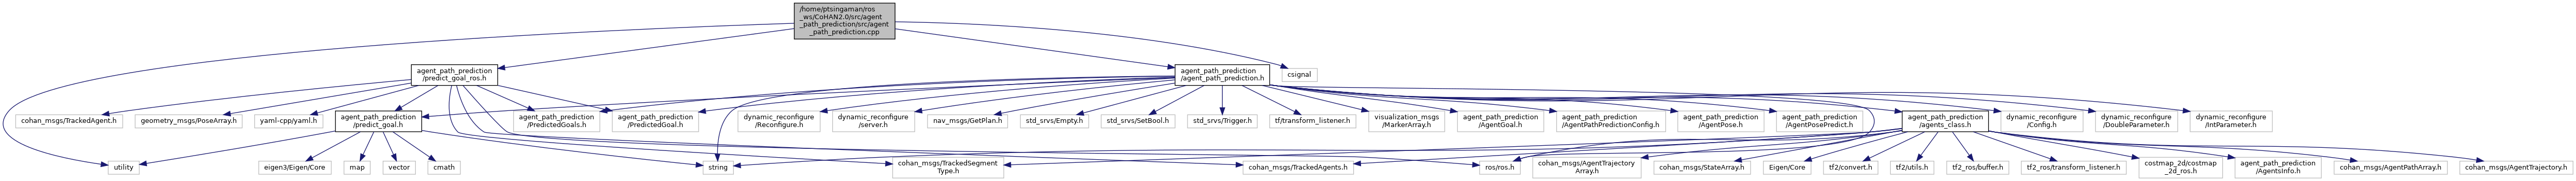 /home/ptsingaman/ros
_ws/CoHAN2.0/src/agent
_path_prediction/src/agent
_path_prediction.cpp
agent_path_prediction
/predict_goal_ros.h
agent_path_prediction
/agent_path_prediction.h
csignal
cohan_msgs/TrackedAgent.h
geometry_msgs/PoseArray.h
yaml-cpp/yaml.h
agent_path_prediction
/predict_goal.h
agent_path_prediction
/PredictedGoals.h
agent_path_prediction
/PredictedGoal.h
dynamic_reconfigure
/Reconfigure.h
dynamic_reconfigure
/server.h
nav_msgs/GetPlan.h
std_srvs/Empty.h
std_srvs/SetBool.h
std_srvs/Trigger.h
tf/transform_listener.h
visualization_msgs
/MarkerArray.h
agent_path_prediction
/AgentGoal.h
agent_path_prediction
/AgentPathPredictionConfig.h
agent_path_prediction
/AgentPose.h
agent_path_prediction
/AgentPosePredict.h
agent_path_prediction
/agents_class.h
dynamic_reconfigure
/Config.h
dynamic_reconfigure
/DoubleParameter.h
dynamic_reconfigure
/IntParameter.h
utility
eigen3/Eigen/Core
map
vector
cmath
string
cohan_msgs/TrackedSegment
Type.h
cohan_msgs/TrackedAgents.h
ros/ros.h
cohan_msgs/AgentTrajectory
Array.h
cohan_msgs/StateArray.h
Eigen/Core
tf2/convert.h
tf2/utils.h
tf2_ros/buffer.h
tf2_ros/transform_listener.h
costmap_2d/costmap
_2d_ros.h
agent_path_prediction
/AgentsInfo.h
cohan_msgs/AgentPathArray.h
cohan_msgs/AgentTrajectory.h